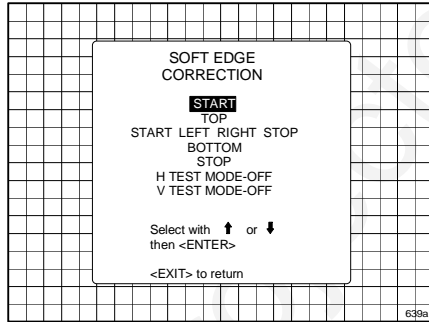 SOFT EDGE
CORRECTION
START
TOP
START LEFT RIGHT STOP
BOTTOM
STOP
H TEST MODE-OFF
V TEST MODE-OFF
Select with ⬆ or ⬇
then <ENTER>
<EXIT> to return
639a